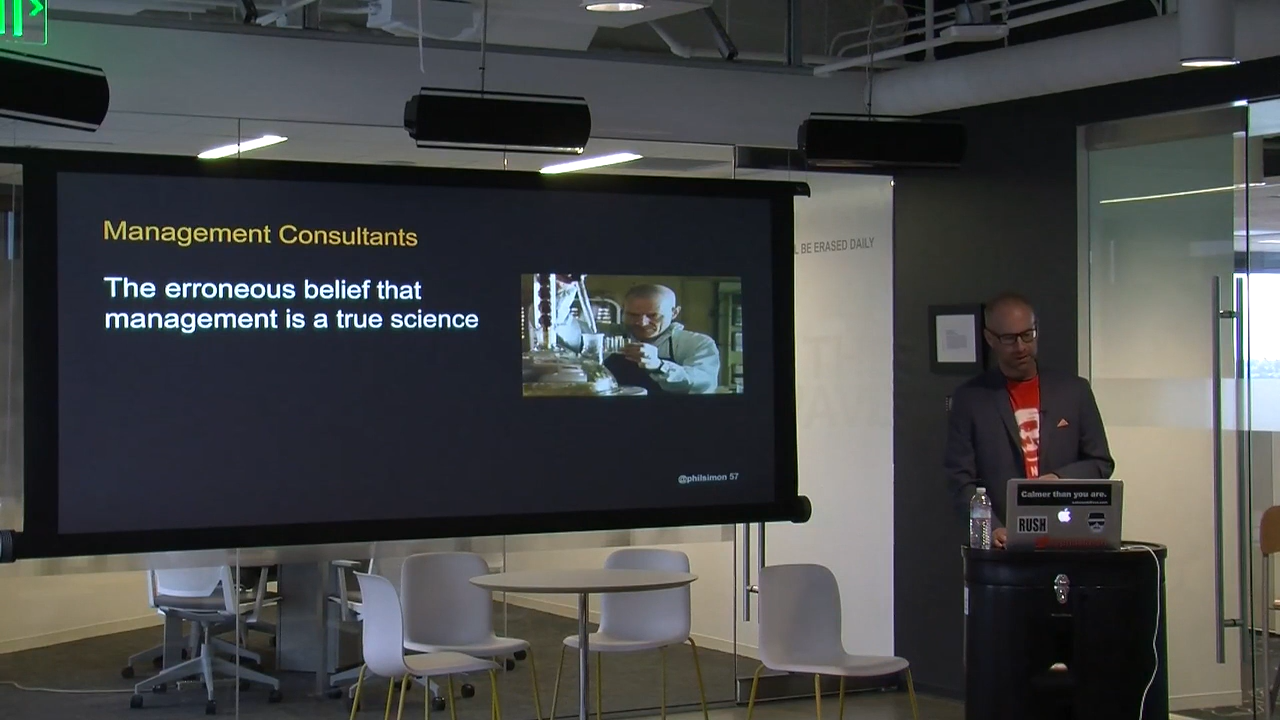 Management Consultants
The erroneous belief that
management is a true science
@philsimon 57
L BE ERASED DAILY
Calmer than you are.
RUSH